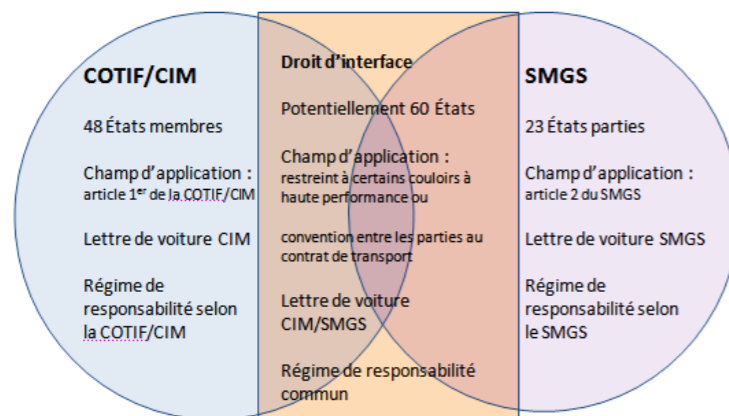 COTIF/CIM
48 États membres
Champ d'application :
article 1er de la COTIF/CIM
Lettre de voiture CIM
Régime de
responsabilité selon
la COTIF/CIM
Droit d'interface
Potentiellement 60 États
Champ d'application :
restreint à certains couloirs à
haute performance ou
convention entre les parties au
contrat de transport
Lettre de voiture
CIM/SMGS
Régime de responsabilité
commun
SMGS
23 États parties
Champ d'application :
article 2 du SMGS
Lettre de voiture SMGS
Régime de
responsabilité selon
le SMGS